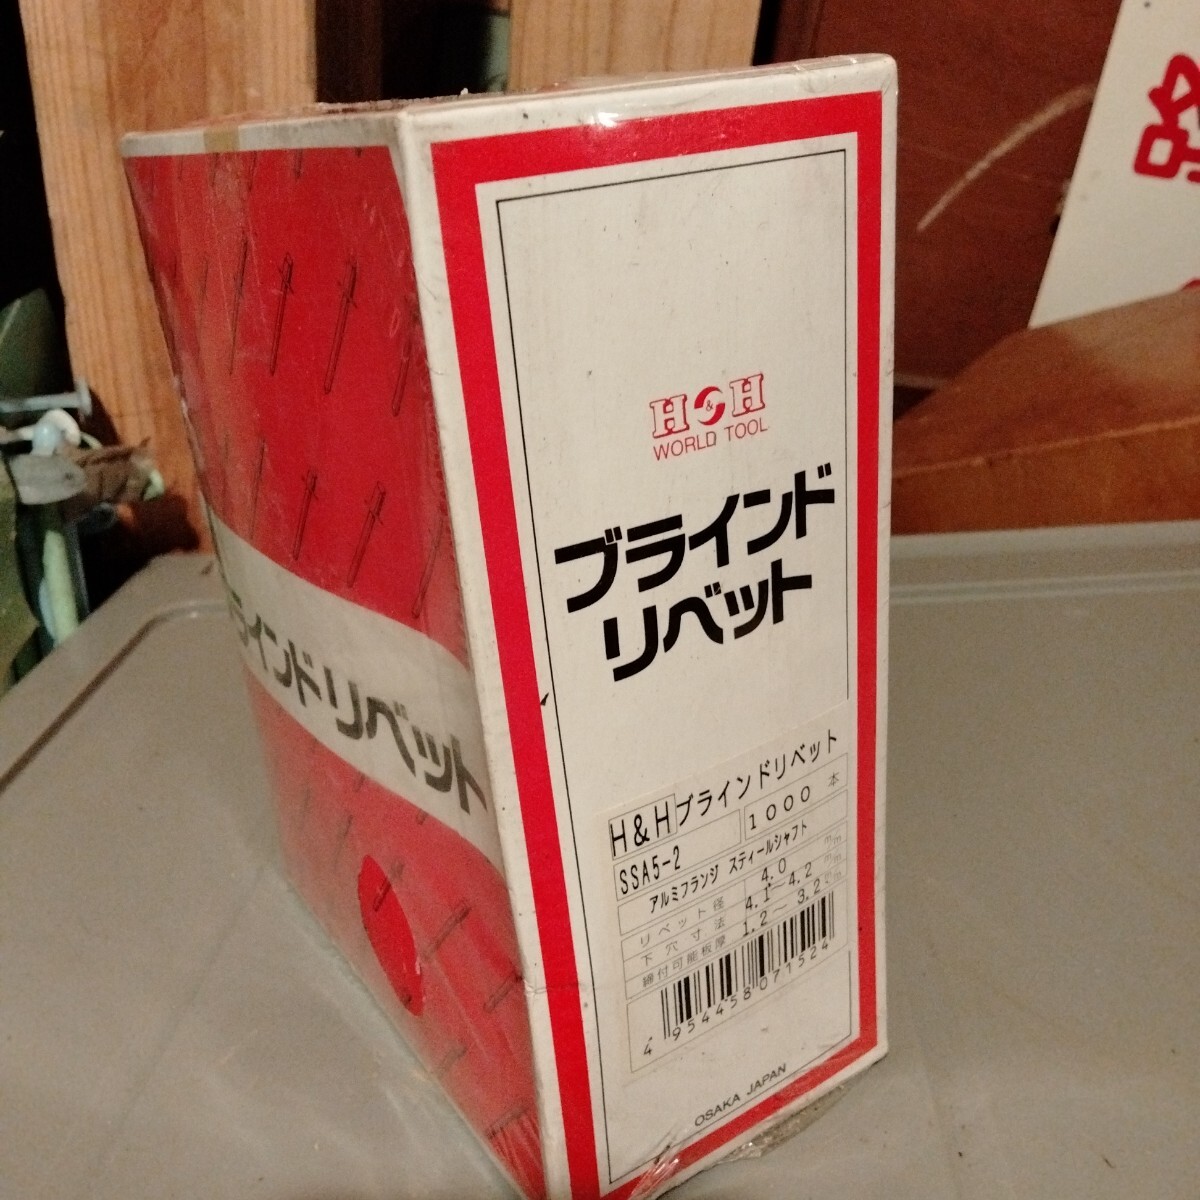 H&H
WORLD TOOL
ブラインド
リベット
ブラインドリベット
H&Hブラインドリベット
SSA5-2
1000 本
アルミフランジ スティールシャフト
リベット径 4.0 mm
下穴寸法 4.1~4.2 mm
締付可能板厚 1.2~3.2 mm
4 954458 071524
OSAKA JAPAN